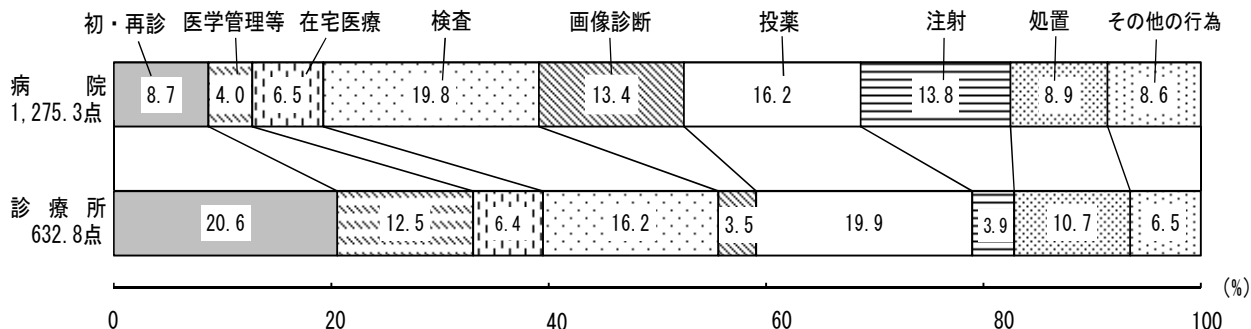 初・再診 医学管理等 在宅医療 検査 画像診断 投薬 注射 処置 その他の行為
病院
1,275.3点
8.7 4.0 6.5 19.8 13.4 16.2 13.8 8.9 8.6
診療所
632.8点
20.6 12.5 6.4 16.2 3.5 19.9 3.9 10.7 6.5
(%)
0 20 40 60 80 100